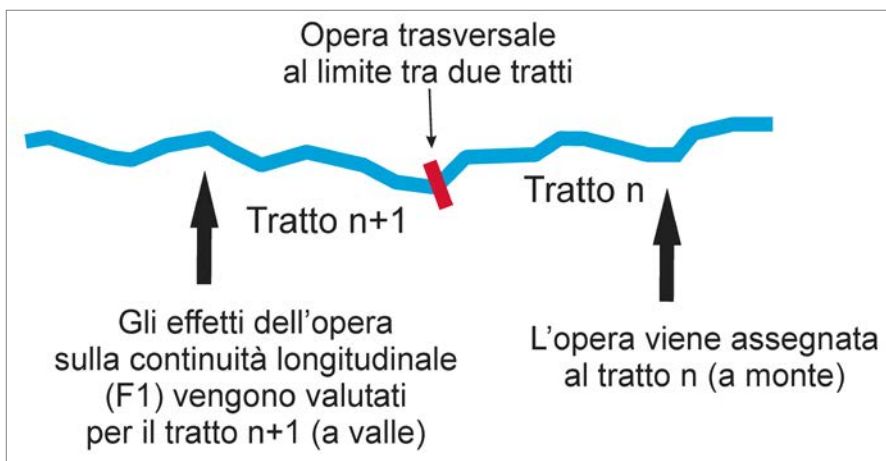 Opera trasversale
al limite tra due tratti
Tratto n
Tratto n+1
Gli effetti dell'opera
sulla continuità longitudinale
(F1) vengono valutati
per il tratto n+1 (a valle)
L'opera viene assegnata
al tratto n (a monte)